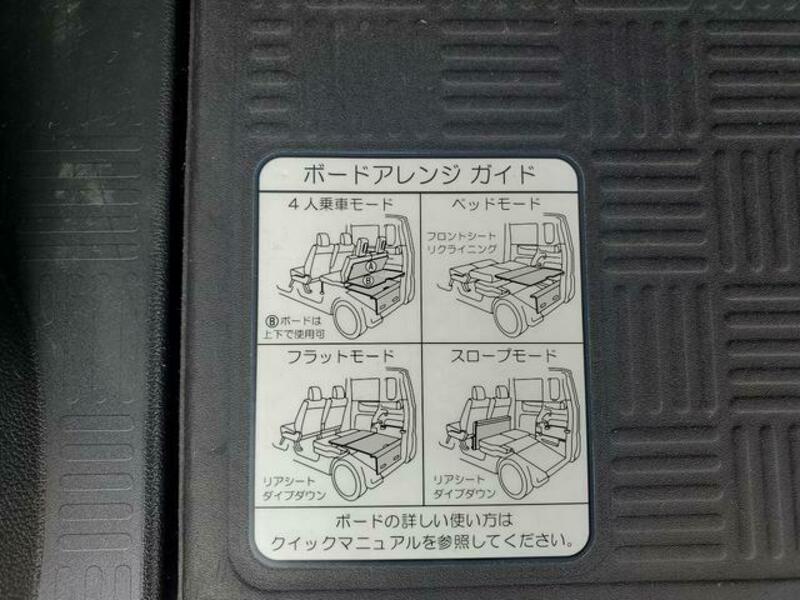 ボードアレンジ ガイド
4人乗車モード
Ⓐ
Ⓑ
Ⓑボードは
上下で使用可
ベッドモード
フロントシート
リクライニング
フラットモード
リアシート
ダイブダウン
スロープモード
リアシート
ダイブダウン
ボードの詳しい使い方は
クイックマニュアルを参照してください。